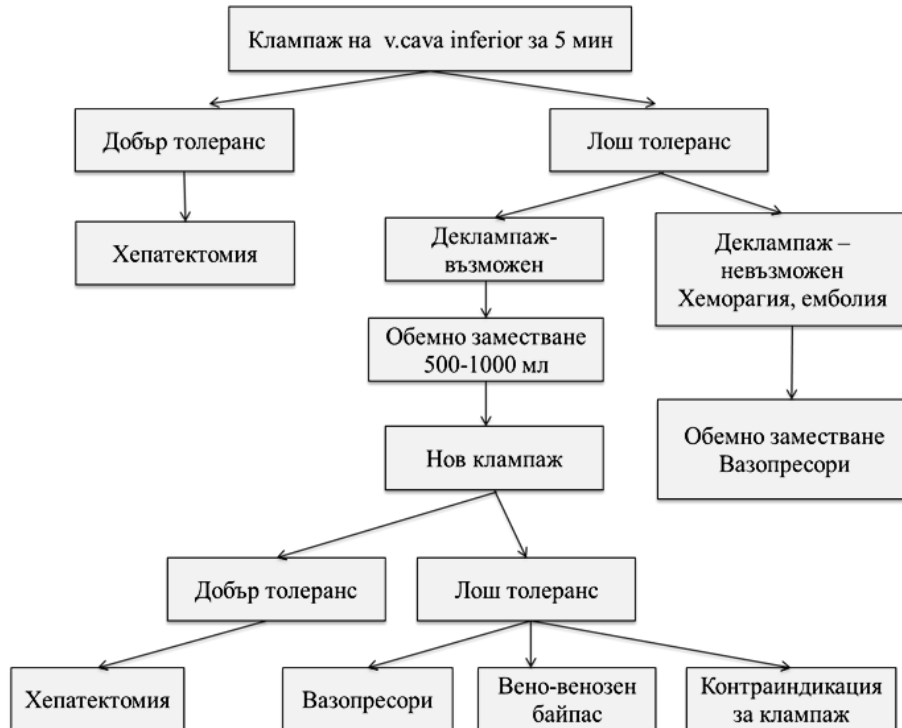 Клампаж на v.cava inferior за 5 мин
Добър толеранс
Лош толеранс
Хепатектомия
Деклампаж-
възможен
Деклампаж –
невъзможен
Хеморагия, емболия
Обемно заместване
500-1000 мл
Нов клампаж
Обемно заместване
Вазопресори
Добър толеранс
Лош толеранс
Хепатектомия
Вазопресори
Вено-венозен
байпас
Контраиндикация
за клампаж